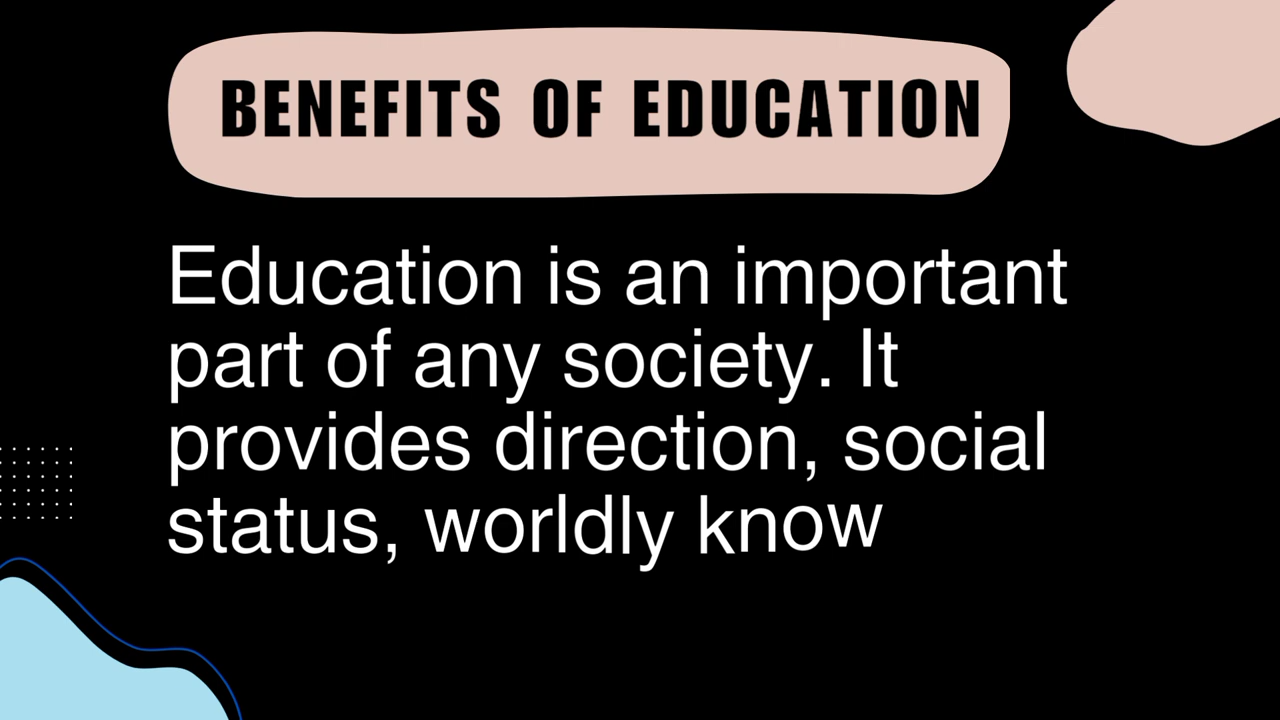 BENEFITS OF EDUCATION
Education is an important
part of any society. It
provides direction, social
status, worldly know